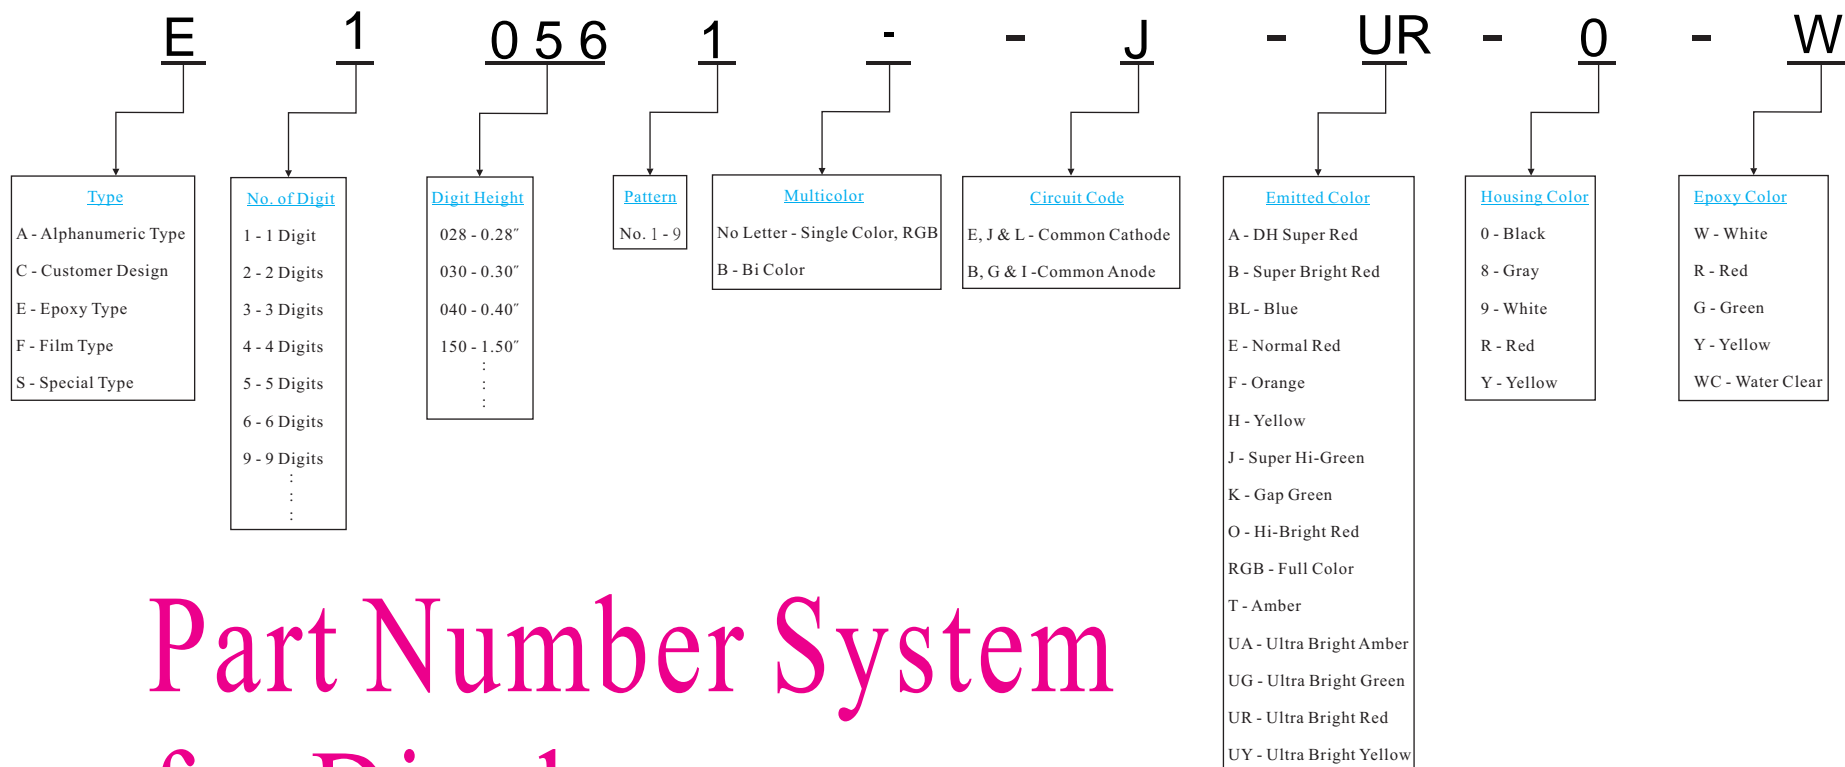 E 1 056 1 - - J - UR - 0 - W
Type
A - Alphanumeric Type
C - Customer Design
E - Epoxy Type
F - Film Type
S - Special Type
No. of Digit
1 - 1 Digit
2 - 2 Digits
3 - 3 Digits
4 - 4 Digits
5 - 5 Digits
6 - 6 Digits
9 - 9 Digits
:
:
:
Digit Height
028 - 0.28″
030 - 0.30″
040 - 0.40″
150 - 1.50″
:
:
:
Pattern
No. 1 - 9
Multicolor
No Letter - Single Color, RGB
B - Bi Color
Circuit Code
E, J & L - Common Cathode
B, G & I -Common Anode
Emitted Color
A - DH Super Red
B - Super Bright Red
BL - Blue
E - Normal Red
F - Orange
H - Yellow
J - Super Hi-Green
K - Gap Green
O - Hi-Bright Red
RGB - Full Color
T - Amber
UA - Ultra Bright Amber
UG - Ultra Bright Green
UR - Ultra Bright Red
UY - Ultra Bright Yellow
Housing Color
0 - Black
8 - Gray
9 - White
R - Red
Y - Yellow
Epoxy Color
W - White
R - Red
G - Green
Y - Yellow
WC - Water Clear
Part Number System